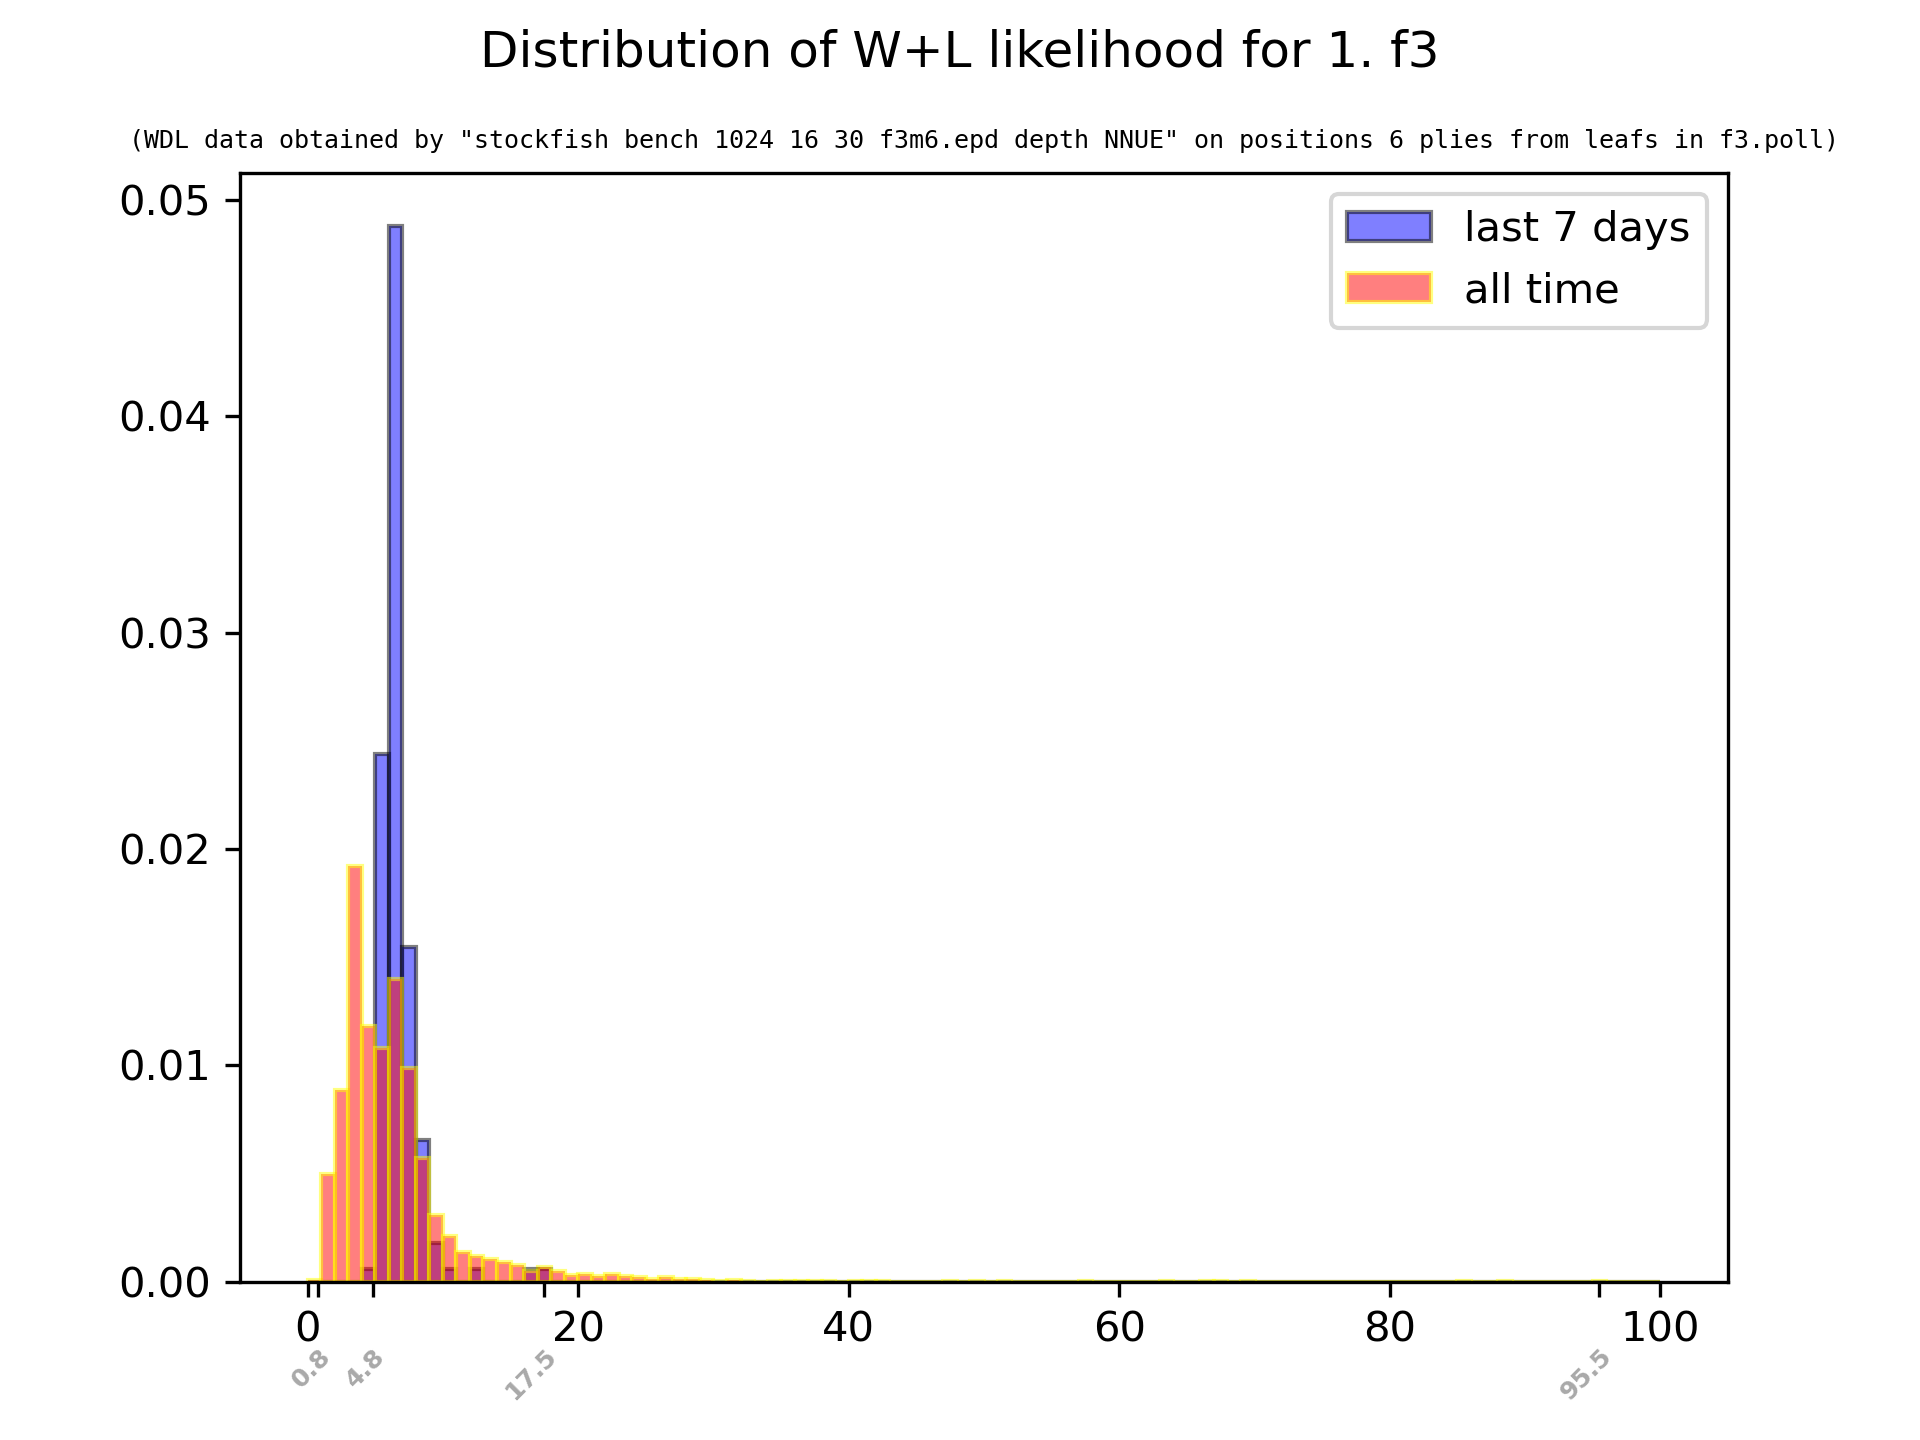 Distribution of W+L likelihood for 1. f3
(WDL data obtained by "stockfish bench 1024 16 30 f3m6.epd depth NNUE" on positions 6 plies from leafs in f3.poll)
last 7 days
all time
0.05
0.04
0.03
0.02
0.01
0.00
0 20 40 60 80 100
0.8 4.8 17.5 95.5